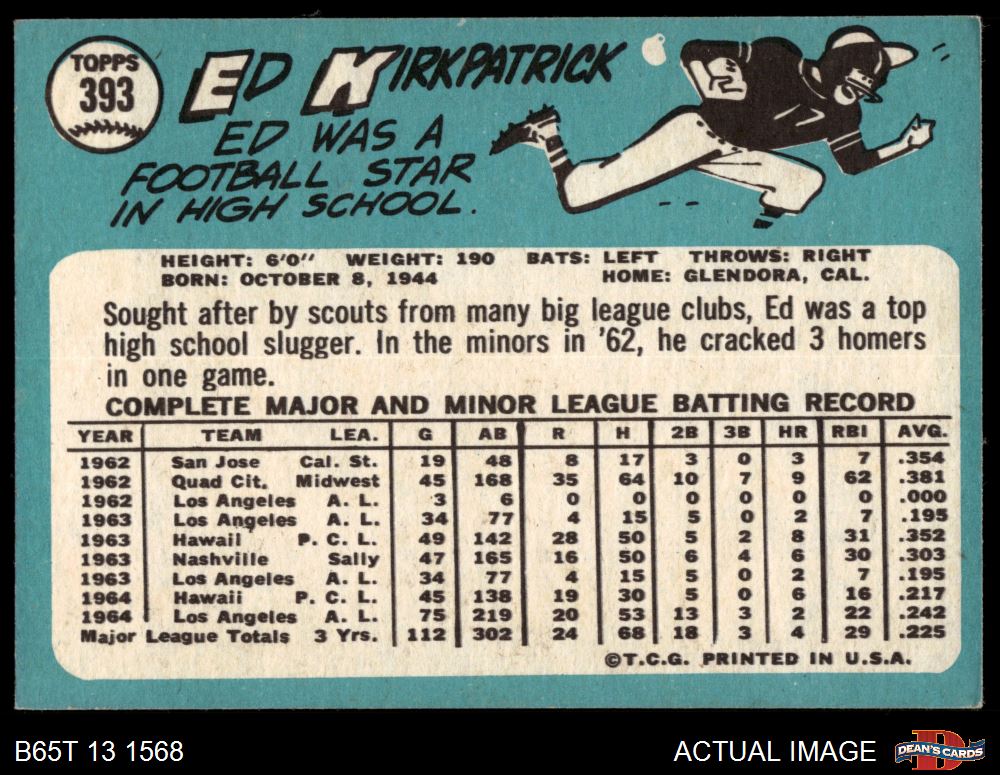 TOPPS
393
ED KIRKPATRICK
ED WAS A
FOOTBALL STAR
IN HIGH SCHOOL.
HEIGHT: 6'0" WEIGHT: 190 BATS: LEFT THROWS: RIGHT
BORN: OCTOBER 8, 1944 HOME: GLENDORA, CAL.
Sought after by scouts from many big league clubs, Ed was a top
high school slugger. In the minors in '62, he cracked 3 homers
in one game.
COMPLETE MAJOR AND MINOR LEAGUE BATTING RECORD
YEAR TEAM LEA. G AB R H 2B 3B HR RBI AVG.
1962 San Jose Cal. St. 19 48 8 17 3 0 3 7 .354
1962 Quad Cit. Midwest 45 168 35 64 10 7 9 62 .381
1962 Los Angeles A. L. 3 6 0 0 0 0 0 0 .000
1963 Los Angeles A. L. 34 77 4 15 5 0 2 7 .195
1963 Hawaii P. C. L. 49 142 28 50 5 2 8 31 .352
1963 Nashville Sally 47 165 16 50 6 4 6 30 .303
1963 Los Angeles A. L. 34 77 4 15 5 0 2 7 .195
1964 Hawaii P. C. L. 45 138 19 30 5 0 6 16 .217
1964 Los Angeles A. L. 75 219 20 53 13 3 2 22 .242
Major League Totals 3 Yrs. 112 302 24 68 18 3 4 29 .225
©T.C.G. PRINTED IN U.S.A.
B65T 13 1568 ACTUAL IMAGE DEAN'S CARDS